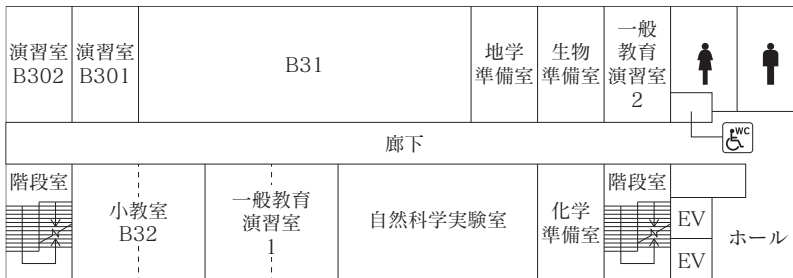 演習室
B302
演習室
B301
B31
地学
準備室
生物
準備室
一般
教育
演習室
2
WC
廊下
階段室
小教室
B32
一般教育
演習室
1
自然科学実験室
化学
準備室
階段室
EV
EV
ホール
N
N